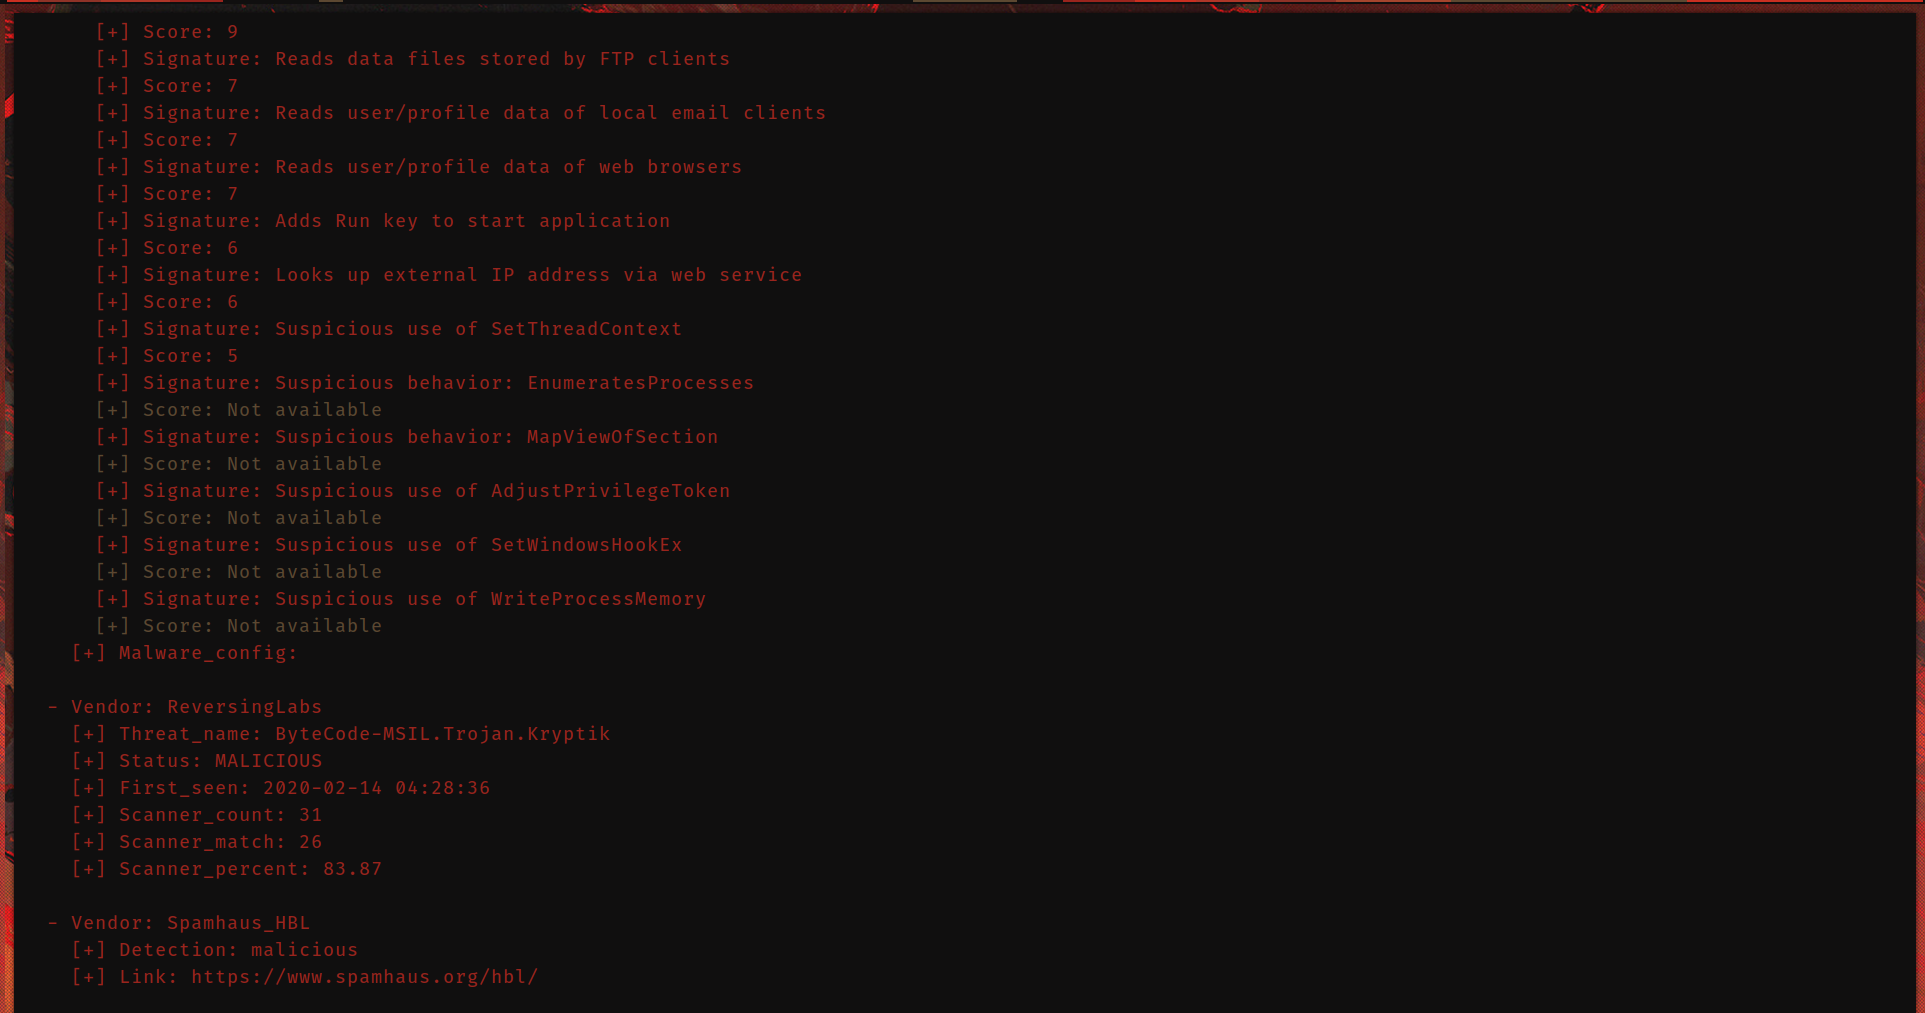 [+] Score: 9
[+] Signature: Reads data files stored by FTP clients
[+] Score: 7
[+] Signature: Reads user/profile data of local email clients
[+] Score: 7
[+] Signature: Reads user/profile data of web browsers
[+] Score: 7
[+] Signature: Adds Run key to start application
[+] Score: 6
[+] Signature: Looks up external IP address via web service
[+] Score: 6
[+] Signature: Suspicious use of SetThreadContext
[+] Score: 5
[+] Signature: Suspicious behavior: EnumeratesProcesses
[+] Score: Not available
[+] Signature: Suspicious behavior: MapViewOfSection
[+] Score: Not available
[+] Signature: Suspicious use of AdjustPrivilegeToken
[+] Score: Not available
[+] Signature: Suspicious use of SetWindowsHookEx
[+] Score: Not available
[+] Signature: Suspicious use of WriteProcessMemory
[+] Score: Not available
[+] Malware_config:
- Vendor: ReversingLabs
[+] Threat_name: ByteCode-MSIL.Trojan.Kryptik
[+] Status: MALICIOUS
[+] First_seen: 2020-02-14 04:28:36
[+] Scanner_count: 31
[+] Scanner_match: 26
[+] Scanner_percent: 83.87
- Vendor: Spamhaus_HBL
[+] Detection: malicious
[+] Link: https://www.spamhaus.org/hbl/